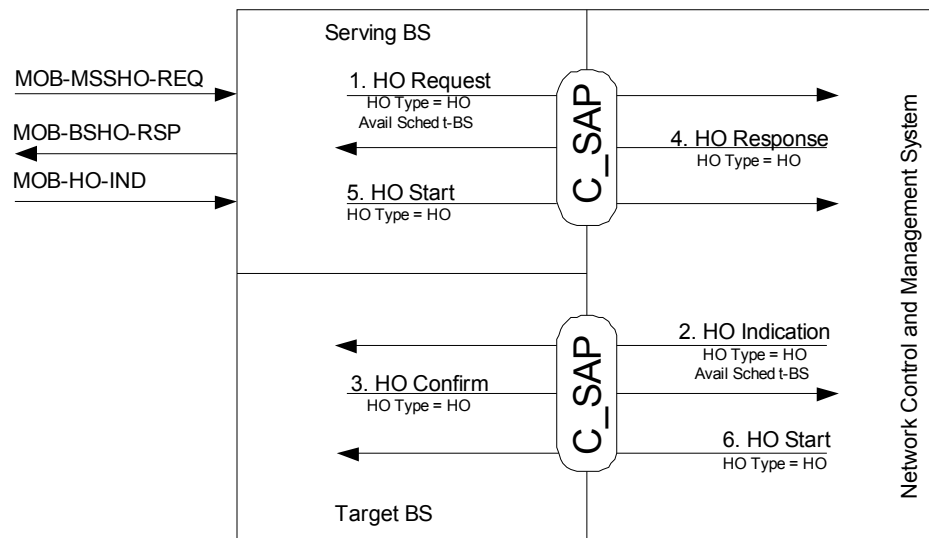 Serving BS
MOB-MSSHO-REQ
1. HO Request
HO Type = HO
Avail Sched t-BS
MOB-BSHO-RSP
4. HO Response
HO Type = HO
MOB-HO-IND
5. HO Start
HO Type = HO
C_SAP
Network Control and Management System
2. HO Indication
HO Type = HO
Avail Sched t-BS
3. HO Confirm
HO Type = HO
6. HO Start
HO Type = HO
C_SAP
Target BS